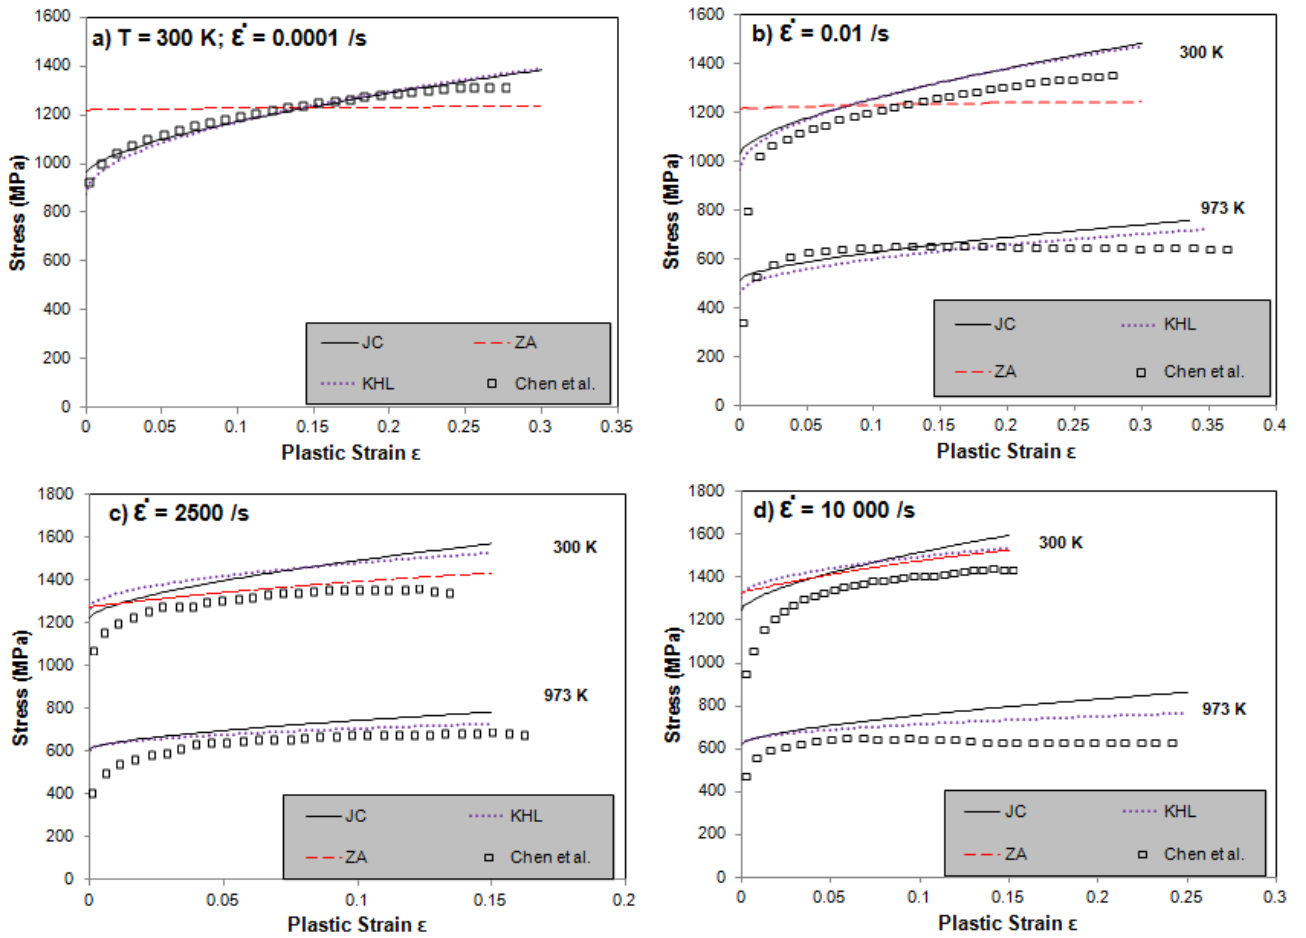 a) T = 300 K; ε̇ = 0.0001 /s
1600
1400
1200
1000
800
600
400
200
0
Stress (MPa)
JC
ZA
KHL
Chen et al.
0
0.05
0.1
0.15
0.2
0.25
0.3
0.35
Plastic Strain ε
b) ε̇ = 0.01 /s
1600
1400
1200
1000
800
600
400
200
0
Stress (MPa)
300 K
973 K
JC
KHL
ZA
Chen et al.
0
0.05
0.1
0.15
0.2
0.25
0.3
0.35
0.4
Plastic Strain ε
c) ε̇ = 2500 /s
1800
1600
1400
1200
1000
800
600
400
200
0
Stress (MPa)
300 K
973 K
JC
KHL
ZA
Chen et al.
0
0.05
0.1
0.15
0.2
Plastic Strain ε
d) ε̇ = 10 000 /s
1800
1600
1400
1200
1000
800
600
400
200
0
Stress (MPa)
300 K
973 K
JC
KHL
ZA
Chen et al.
0
0.05
0.1
0.15
0.2
0.25
0.3
Plastic Strain ε